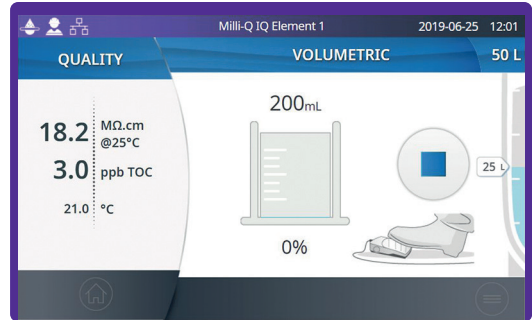 Milli-Q IQ Element 1 2019-06-25 12:01
QUALITY
VOLUMETRIC
50 L
200mL
18.2 MΩ.cm @25°C
3.0 ppb TOC
21.0 °C
25 L
0%